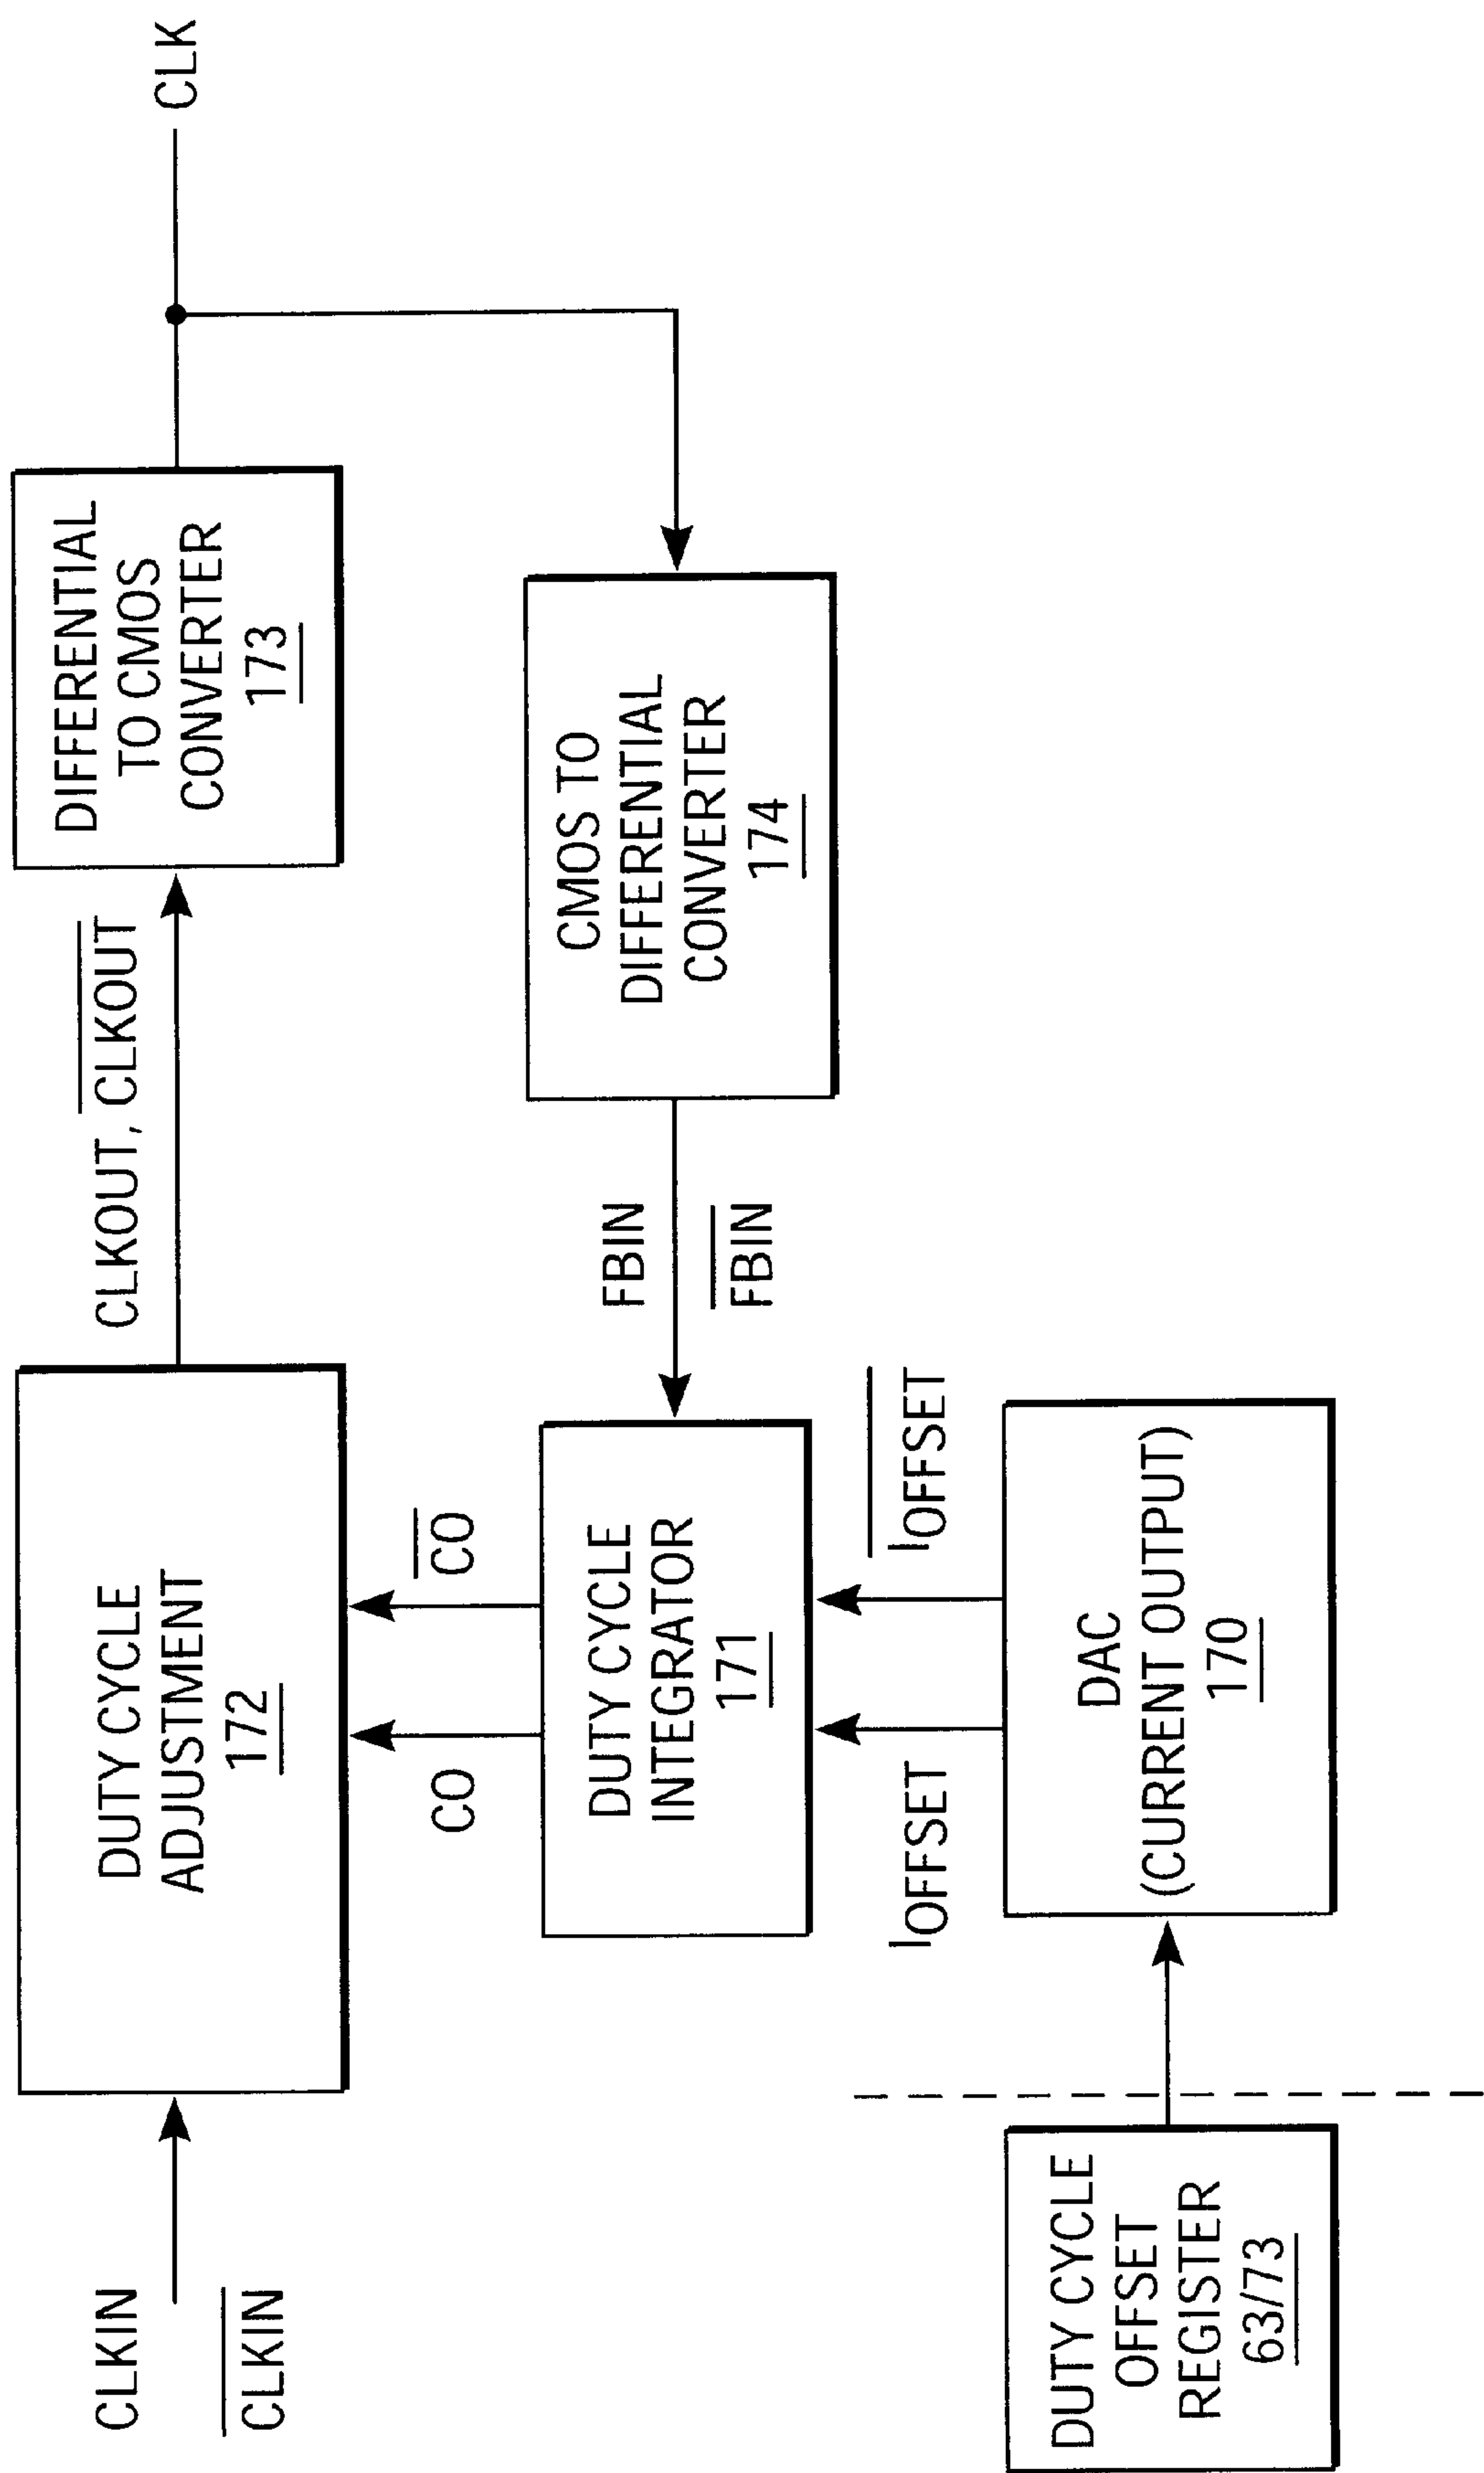 CLKIN
CLKIN
DUTY CYCLE
ADJUSTMENT
172
CLKOUT, CLKOUT
DIFFERENTIAL
TO CMOS
CONVERTER
173
CLK
CO
CO
DUTY CYCLE
INTEGRATOR
171
FBIN
FBIN
CMOS TO
DIFFERENTIAL
CONVERTER
174
IOFFSET
IOFFSET
DUTY CYCLE
OFFSET
REGISTER
63/73
DAC
(CURRENT OUTPUT)
170